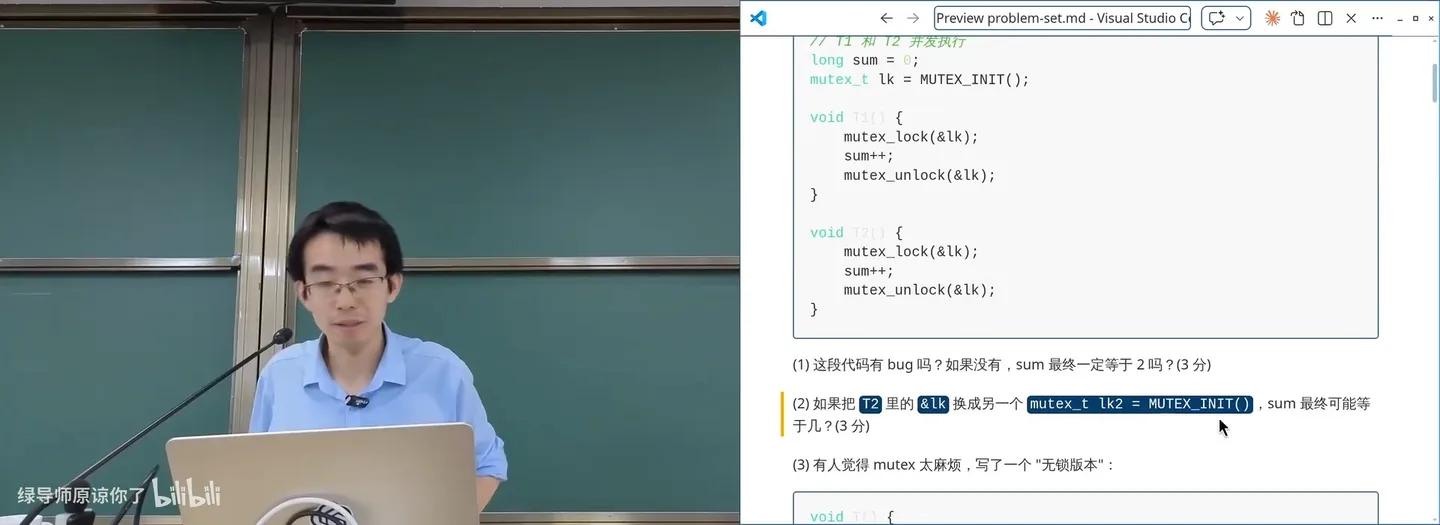 Preview problem-set.md - Visual Studio Co
// T1 和 T2 并发执行
long sum = 0;
mutex_t lk = MUTEX_INIT();
void T1() {
mutex_lock(&lk);
sum++;
mutex_unlock(&lk);
}
void T2() {
mutex_lock(&lk);
sum++;
mutex_unlock(&lk);
}
(1) 这段代码有 bug 吗？如果没有，sum 最终一定等于 2 吗？(3 分)
(2) 如果把 T2 里的 &lk 换成另一个 mutex_t lk2 = MUTEX_INIT()，sum 最终可能等
于几？(3 分)
(3) 有人觉得 mutex 太麻烦，写了一个 "无锁版本"：
void T() {
绿导师原谅你了 bilibili